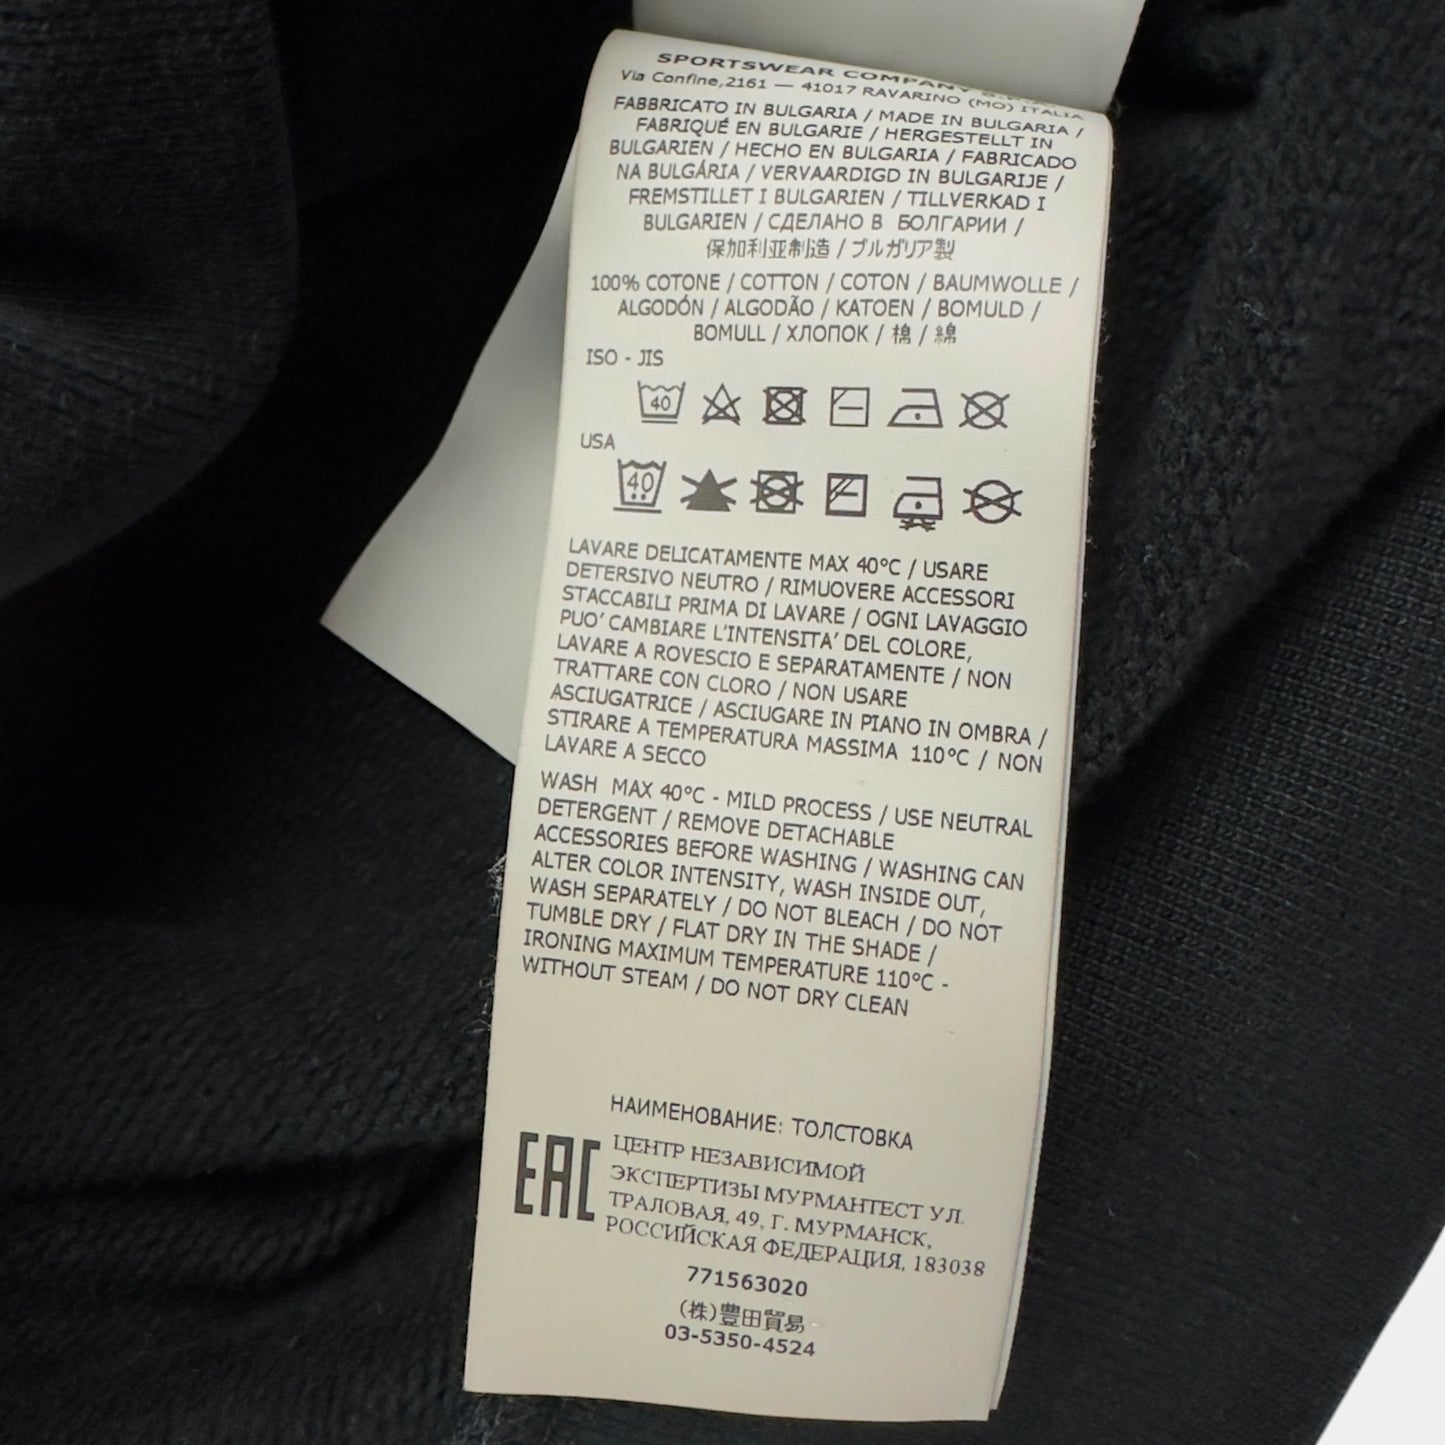 SPORTSWEAR COMPANY S.P.A.
Via Confine,2161 — 41017 RAVARINO (MO) ITALIA
FABBRICATO IN BULGARIA / MADE IN BULGARIA /
FABRIQUÉ EN BULGARIE / HERGESTELLT IN
BULGARIEN / HECHO EN BULGARIA / FABRICADO
NA BULGÁRIA / VERVAARDIGD IN BULGARIJE /
FREMSTILLET I BULGARIEN / TILLVERKAD I
BULGARIEN / СДЕЛАНО В БОЛГАРИИ /
保加利亚制造 / ブルガリア製
100% COTONE / COTTON / COTON / BAUMWOLLE /
ALGODÓN / ALGODÃO / KATOEN / BOMULD /
BOMULL / ХЛОПОК / 棉 / 綿
ISO - JIS
40
USA
40
LAVARE DELICATAMENTE MAX 40°C / USARE
DETERSIVO NEUTRO / RIMUOVERE ACCESSORI
STACCABILI PRIMA DI LAVARE / OGNI LAVAGGIO
PUO' CAMBIARE L'INTENSITA' DEL COLORE,
LAVARE A ROVESCIO E SEPARATAMENTE / NON
TRATTARE CON CLORO / NON USARE
ASCIUGATRICE / ASCIUGARE IN PIANO IN OMBRA /
STIRARE A TEMPERATURA MASSIMA 110°C / NON
LAVARE A SECCO
WASH MAX 40°C - MILD PROCESS / USE NEUTRAL
DETERGENT / REMOVE DETACHABLE
ACCESSORIES BEFORE WASHING / WASHING CAN
ALTER COLOR INTENSITY, WASH INSIDE OUT,
WASH SEPARATELY / DO NOT BLEACH / DO NOT
TUMBLE DRY / FLAT DRY IN THE SHADE /
IRONING MAXIMUM TEMPERATURE 110°C -
WITHOUT STEAM / DO NOT DRY CLEAN
НАИМЕНОВАНИЕ: ТОЛСТОВКА
EAC
ЦЕНТР НЕЗАВИСИМОЙ
ЭКСПЕРТИЗЫ МУРМАНТЕСТ УЛ.
ТРАЛОВАЯ, 49, Г. МУРМАНСК,
РОССИЙСКАЯ ФЕДЕРАЦИЯ, 183038
771563020
(株)豊田貿易
03-5350-4524